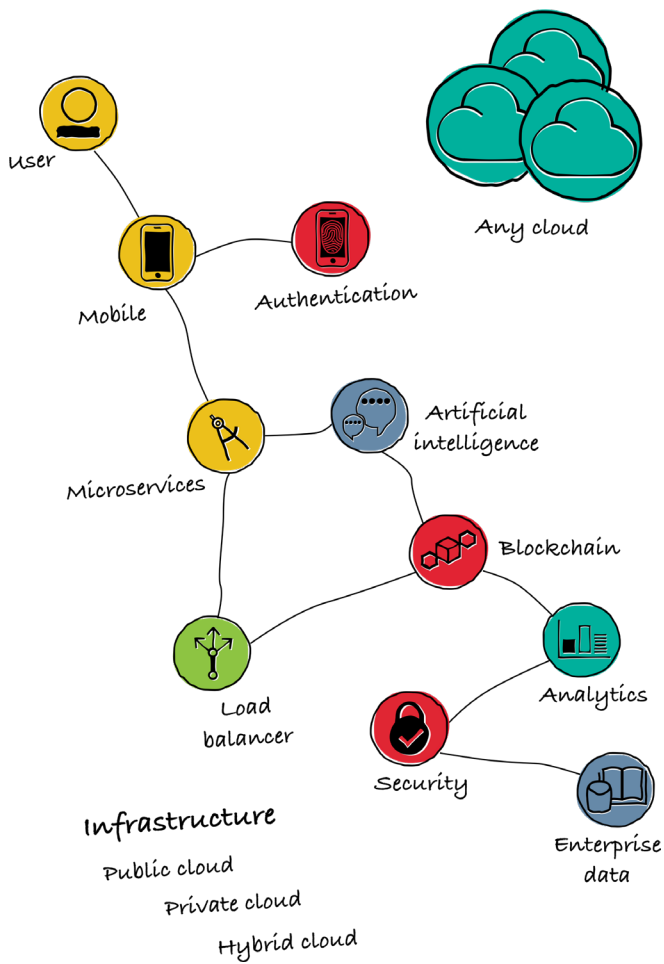 User
Any cloud
Authentication
Mobile
Artificial
intelligence
Microservices
Blockchain
Load
balancer
Analytics
Security
Infrastructure
Public cloud
Private cloud
Hybrid cloud
Enterprise
data